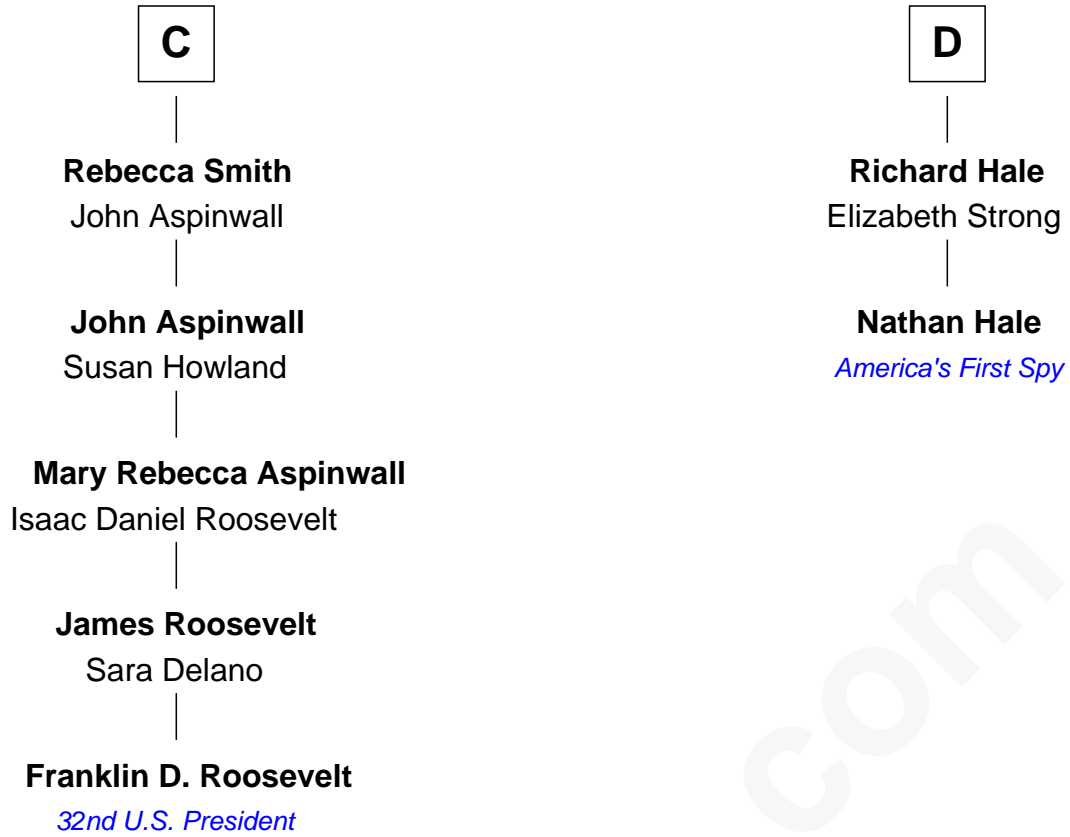 C
Rebecca Smith
John Aspinwall
John Aspinwall
Susan Howland
Mary Rebecca Aspinwall
Isaac Daniel Roosevelt
James Roosevelt
Sara Delano
Franklin D. Roosevelt
32nd U.S. President
D
Richard Hale
Elizabeth Strong
Nathan Hale
America's First Spy
com